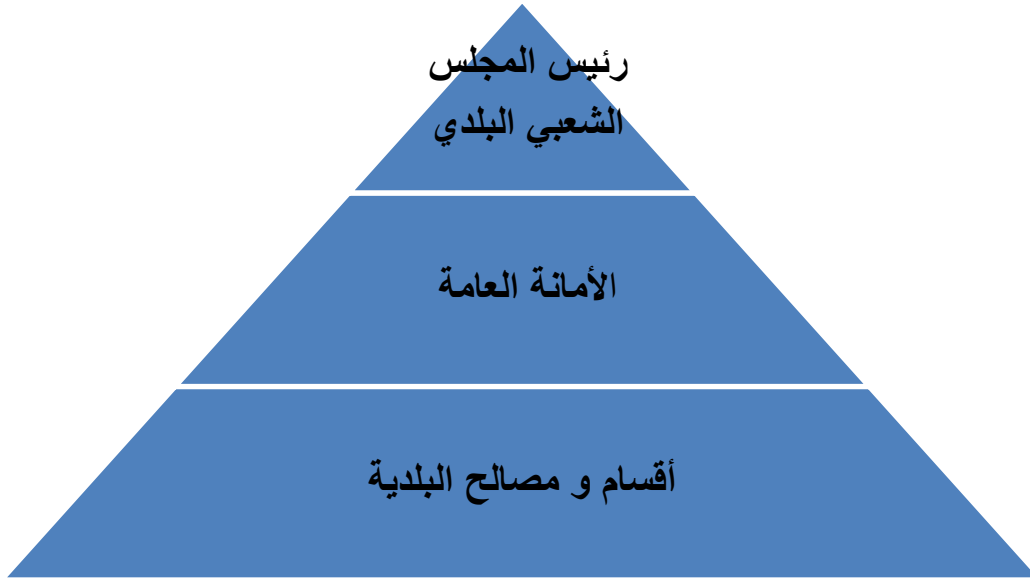 رئيس المجلس
الشعبي البلدي
الأمانة العامة
أقسام و مصالح البلدية